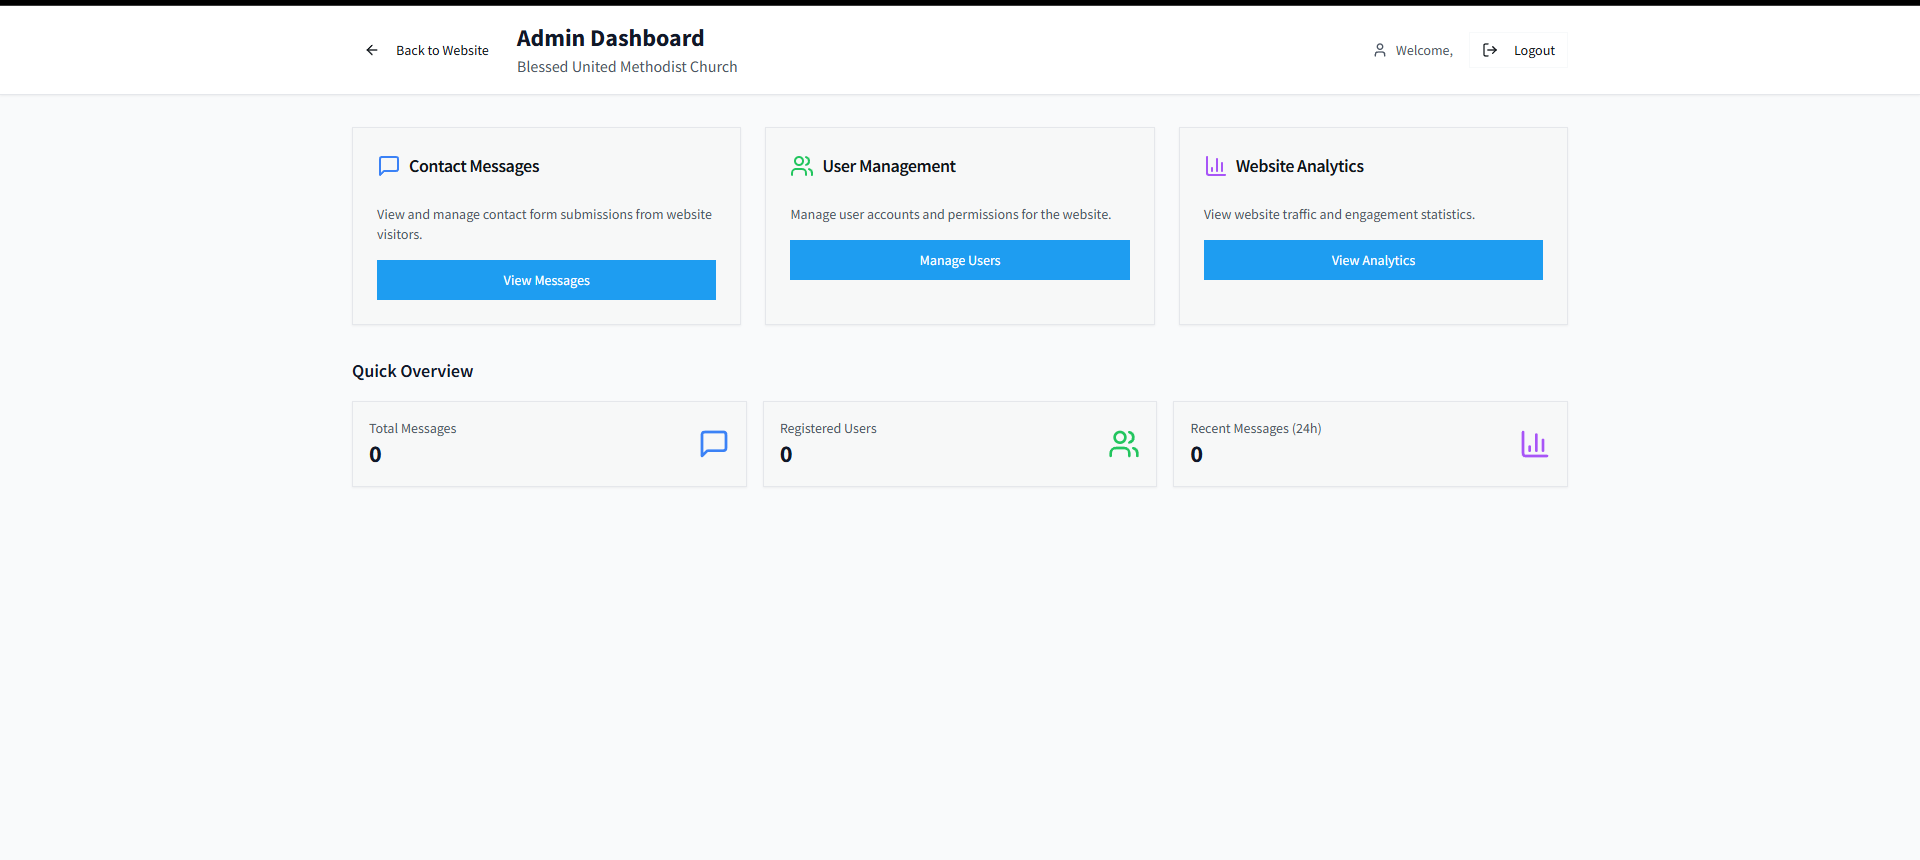 Back to Website
Admin Dashboard
Blessed United Methodist Church
Welcome,
Logout
Contact Messages
View and manage contact form submissions from website
visitors.
View Messages
User Management
Manage user accounts and permissions for the website.
Manage Users
Website Analytics
View website traffic and engagement statistics.
View Analytics
Quick Overview
Total Messages
0
Registered Users
0
Recent Messages (24h)
0